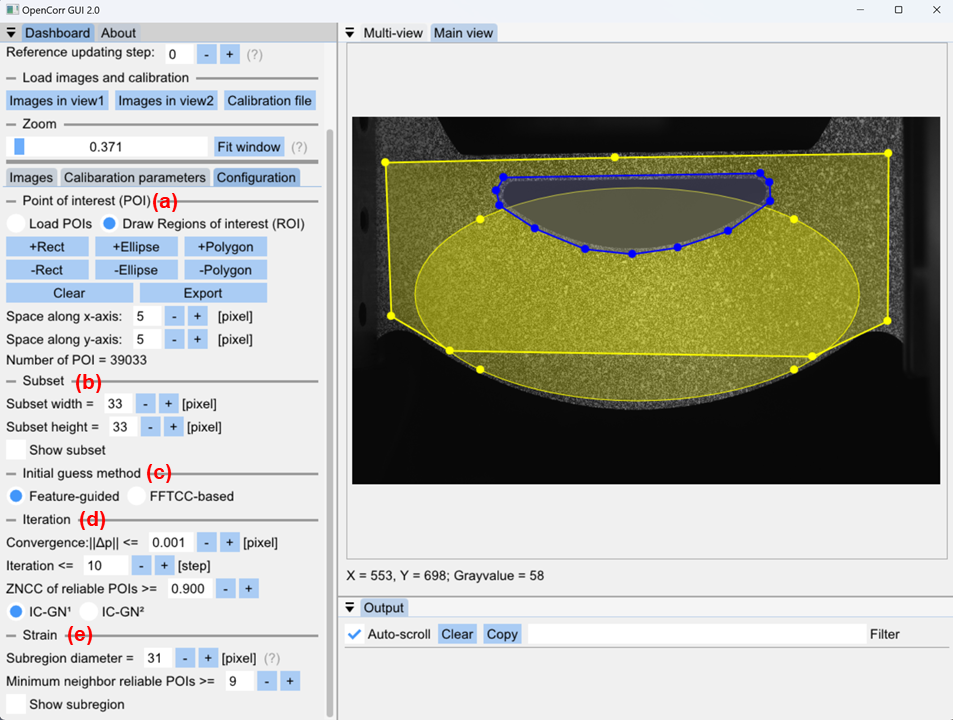 OpenCorr GUI 2.0
Dashboard About
Reference updating step: 0 - + (?)
Load images and calibration
Images in view1 Images in view2 Calibration file
Zoom
0.371 Fit window (?)
Images Calibaration parameters Configuration
Point of interest (POI) (a)
Load POIs Draw Regions of interest (ROI)
+Rect +Ellipse +Polygon
-Rect -Ellipse -Polygon
Clear Export
Space along x-axis: 5 - + [pixel]
Space along y-axis: 5 - + [pixel]
Number of POI = 39033
Subset (b)
Subset width = 33 - + [pixel]
Subset height = 33 - + [pixel]
Show subset
Initial guess method (c)
Feature-guided FFTCC-based
Iteration (d)
Convergence:||Δp|| <= 0.001 - + [pixel]
Iteration <= 10 - + [step]
ZNCC of reliable POIs >= 0.900 - +
IC-GN¹ IC-GN²
Strain (e)
Subregion diameter = 31 - + [pixel] (?)
Minimum neighbor reliable POIs >= 9 - +
Show subregion
Multi-view Main view
X = 553, Y = 698; Grayvalue = 58
Output
Auto-scroll Clear Copy Filter